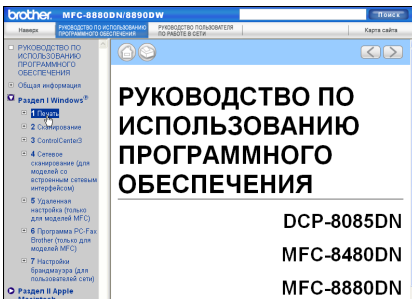 brother. MFC-8880DN/8890DW
Поиск
Наверх
РУКОВОДСТВО ПО ИСПОЛЬЗОВАНИЮ
ПРОГРАММНОГО ОБЕСПЕЧЕНИЯ
РУКОВОДСТВО ПОЛЬЗОВАТЕЛЯ
ПО РАБОТЕ В СЕТИ
Карта сайта
РУКОВОДСТВО ПО
ИСПОЛЬЗОВАНИЮ
ПРОГРАММНОГО
ОБЕСПЕЧЕНИЯ
Общая информация
Раздел I Windows®
1 Печать
2 Сканирование
3 ControlCenter3
4 Сетевое
сканирование (для
моделей со
встроенным сетевым
интерфейсом)
5 Удаленная
настройка (только
для моделей MFC)
6 Программа PC-Fax
Brother (только для
моделей MFC)
7 Настройки
брандмауэра (для
пользователей сети)
Раздел II Apple
Macintosh
РУКОВОДСТВО ПО
ИСПОЛЬЗОВАНИЮ
ПРОГРАММНОГО
ОБЕСПЕЧЕНИЯ
DCP-8085DN
MFC-8480DN
MFC-8880DN